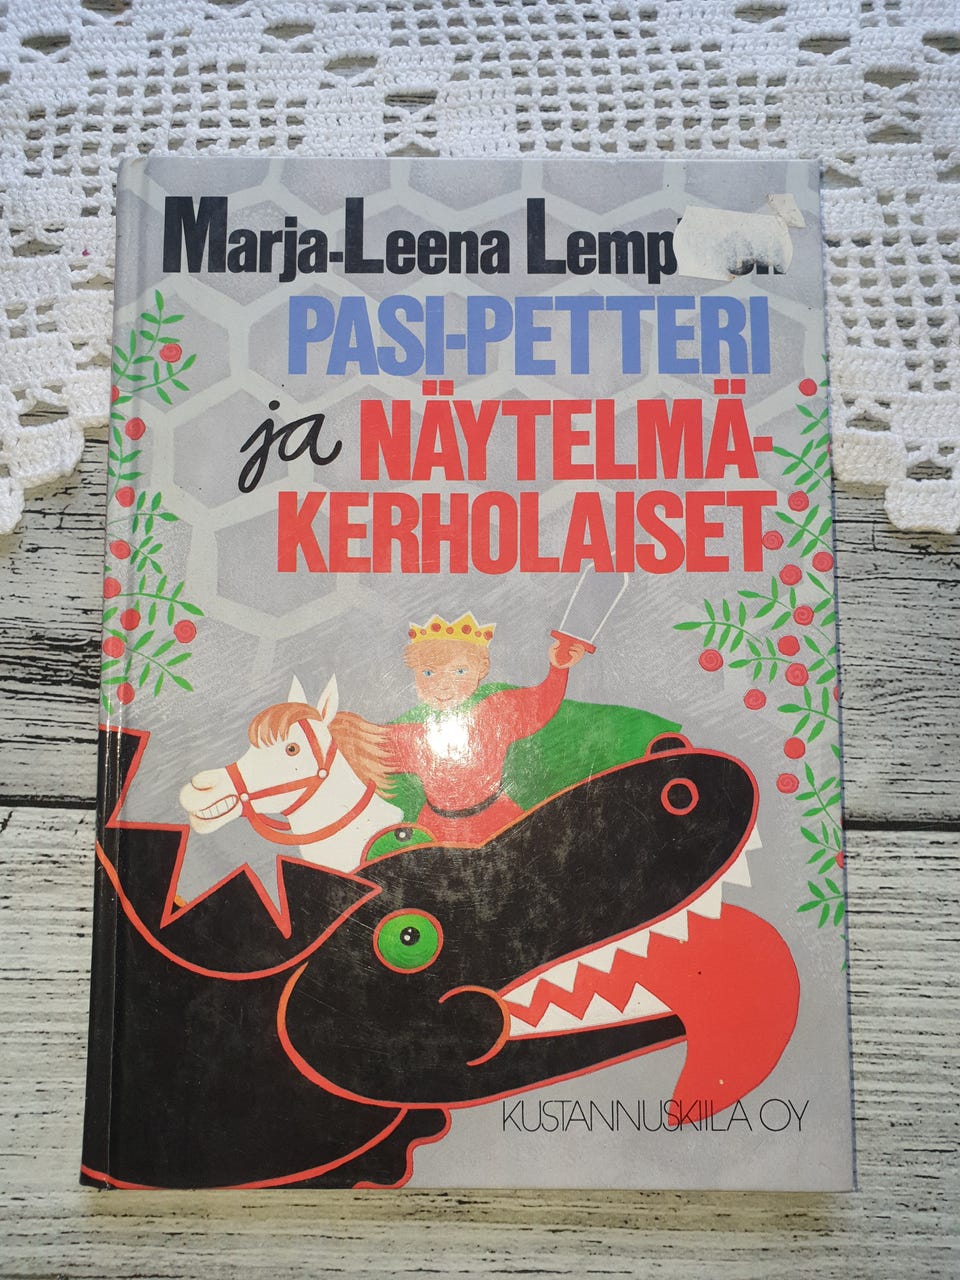 Marja-Leena
PASI-PETTERI
ja NÄYTELMÄ-
KERHOLAISET
KUSTANNUSKIILA OY